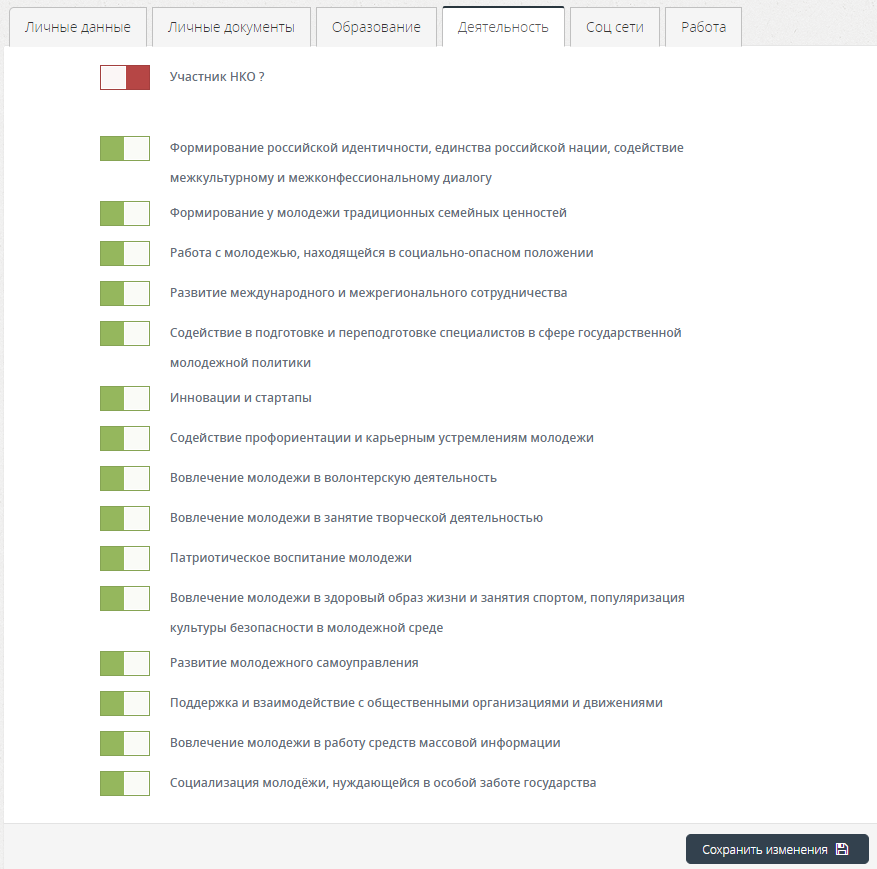 Личные данные
Личные документы
Образование
Деятельность
Соц сети
Работа
Участник НКО ?
Формирование российской идентичности, единства российской нации, содействие
межкультурному и межконфессиональному диалогу
Формирование у молодежи традиционных семейных ценностей
Работа с молодежью, находящейся в социально-опасном положении
Развитие международного и межрегионального сотрудничества
Содействие в подготовке и переподготовке специалистов в сфере государственной
молодежной политики
Инновации и стартапы
Содействие профориентации и карьерным устремлениям молодежи
Вовлечение молодежи в волонтерскую деятельность
Вовлечение молодежи в занятие творческой деятельностью
Патриотическое воспитание молодежи
Вовлечение молодежи в здоровый образ жизни и занятия спортом, популяризация
культуры безопасности в молодежной среде
Развитие молодежного самоуправления
Поддержка и взаимодействие с общественными организациями и движениями
Вовлечение молодежи в работу средств массовой информации
Социализация молодёжи, нуждающейся в особой заботе государства
Сохранить изменения